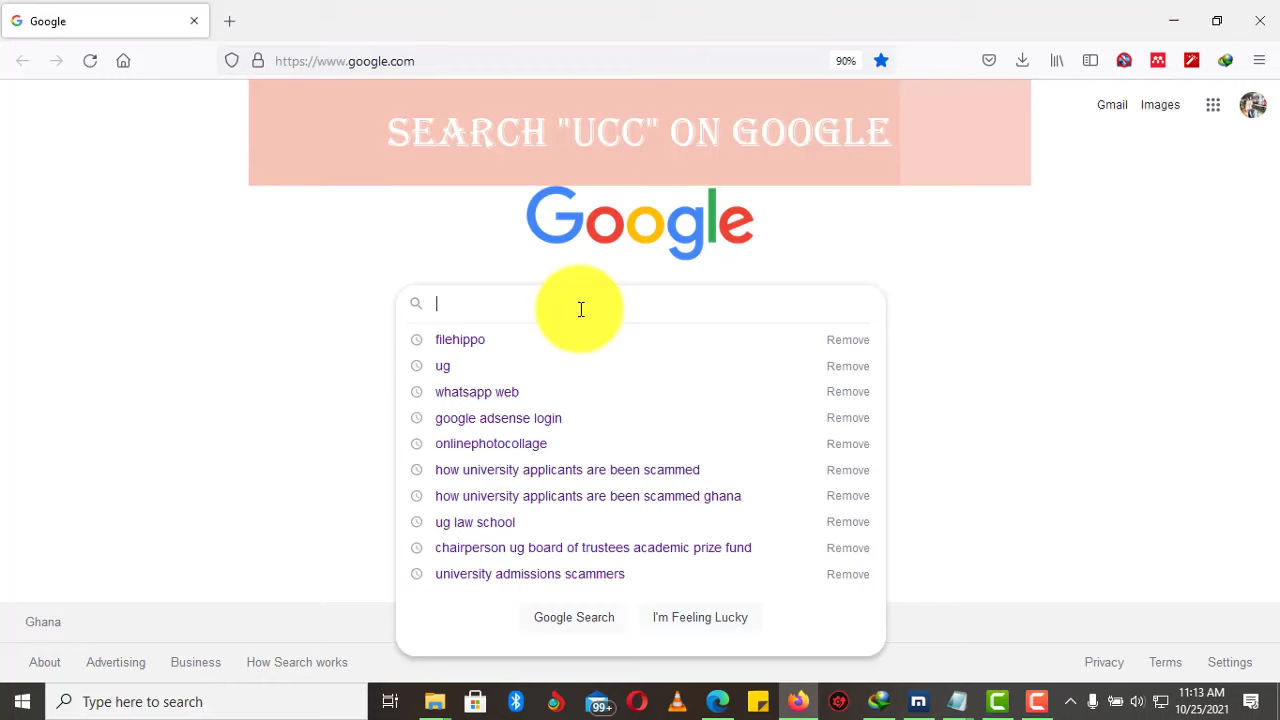 Google
https://www.google.com
90%
Gmail
Images
SEARCH "UCC" ON GOOGLE
Google
filehippo
Remove
ug
Remove
whatsapp web
Remove
google adsense login
Remove
onlinephotocollage
Remove
how university applicants are been scammed
Remove
how university applicants are been scammed ghana
Remove
ug law school
Remove
chairperson ug board of trustees academic prize fund
Remove
university admissions scammers
Remove
Google Search
I'm Feeling Lucky
Ghana
About
Advertising
Business
How Search works
Privacy
Terms
Settings
Type here to search
99+
11:13 AM
10/25/2021